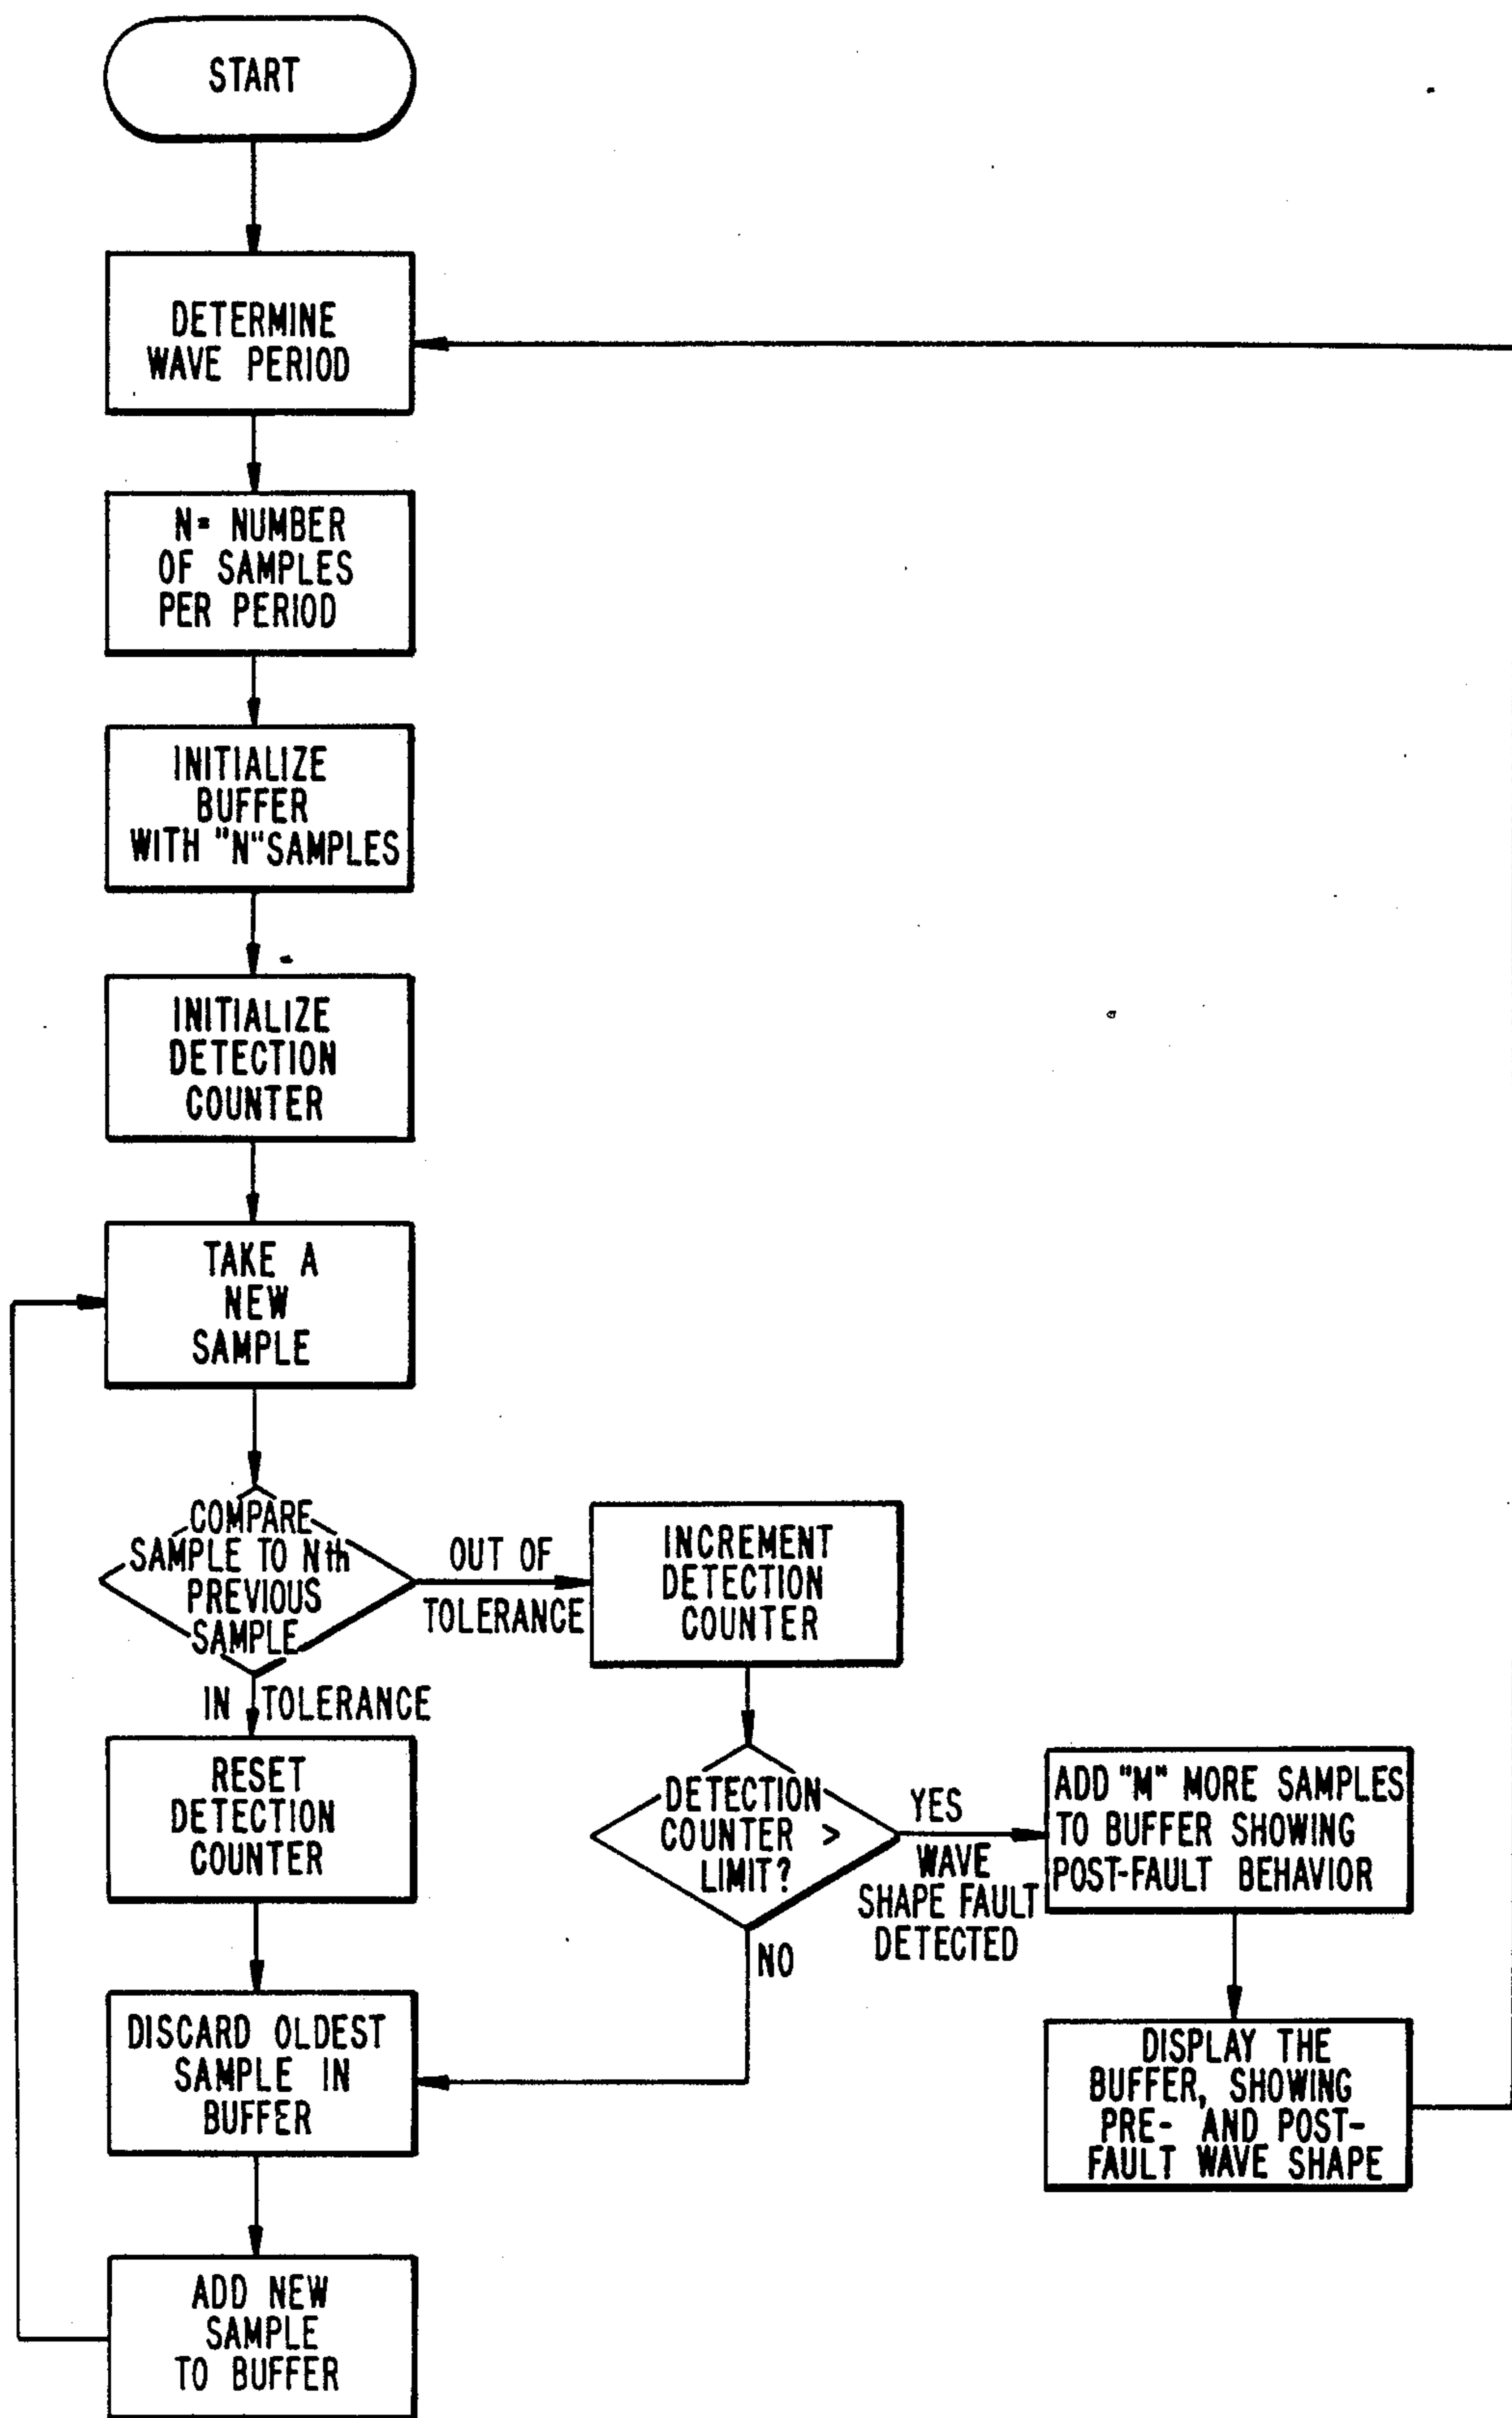 START
DETERMINE
WAVE PERIOD
N= NUMBER
OF SAMPLES
PER PERIOD
INITIALIZE
BUFFER
WITH "N" SAMPLES
INITIALIZE
DETECTION
COUNTER
TAKE A
NEW
SAMPLE
COMPARE
SAMPLE TO Nth
PREVIOUS
SAMPLE
OUT OF
TOLERANCE
INCREMENT
DETECTION
COUNTER
IN TOLERANCE
RESET
DETECTION
COUNTER
DETECTION
COUNTER >
LIMIT?
YES
WAVE
SHAPE FAULT
DETECTED
NO
ADD "M" MORE SAMPLES
TO BUFFER SHOWING
POST-FAULT BEHAVIOR
DISCARD OLDEST
SAMPLE IN
BUFFER
DISPLAY THE
BUFFER, SHOWING
PRE- AND POST-
FAULT WAVE SHAPE
ADD NEW
SAMPLE
TO BUFFER